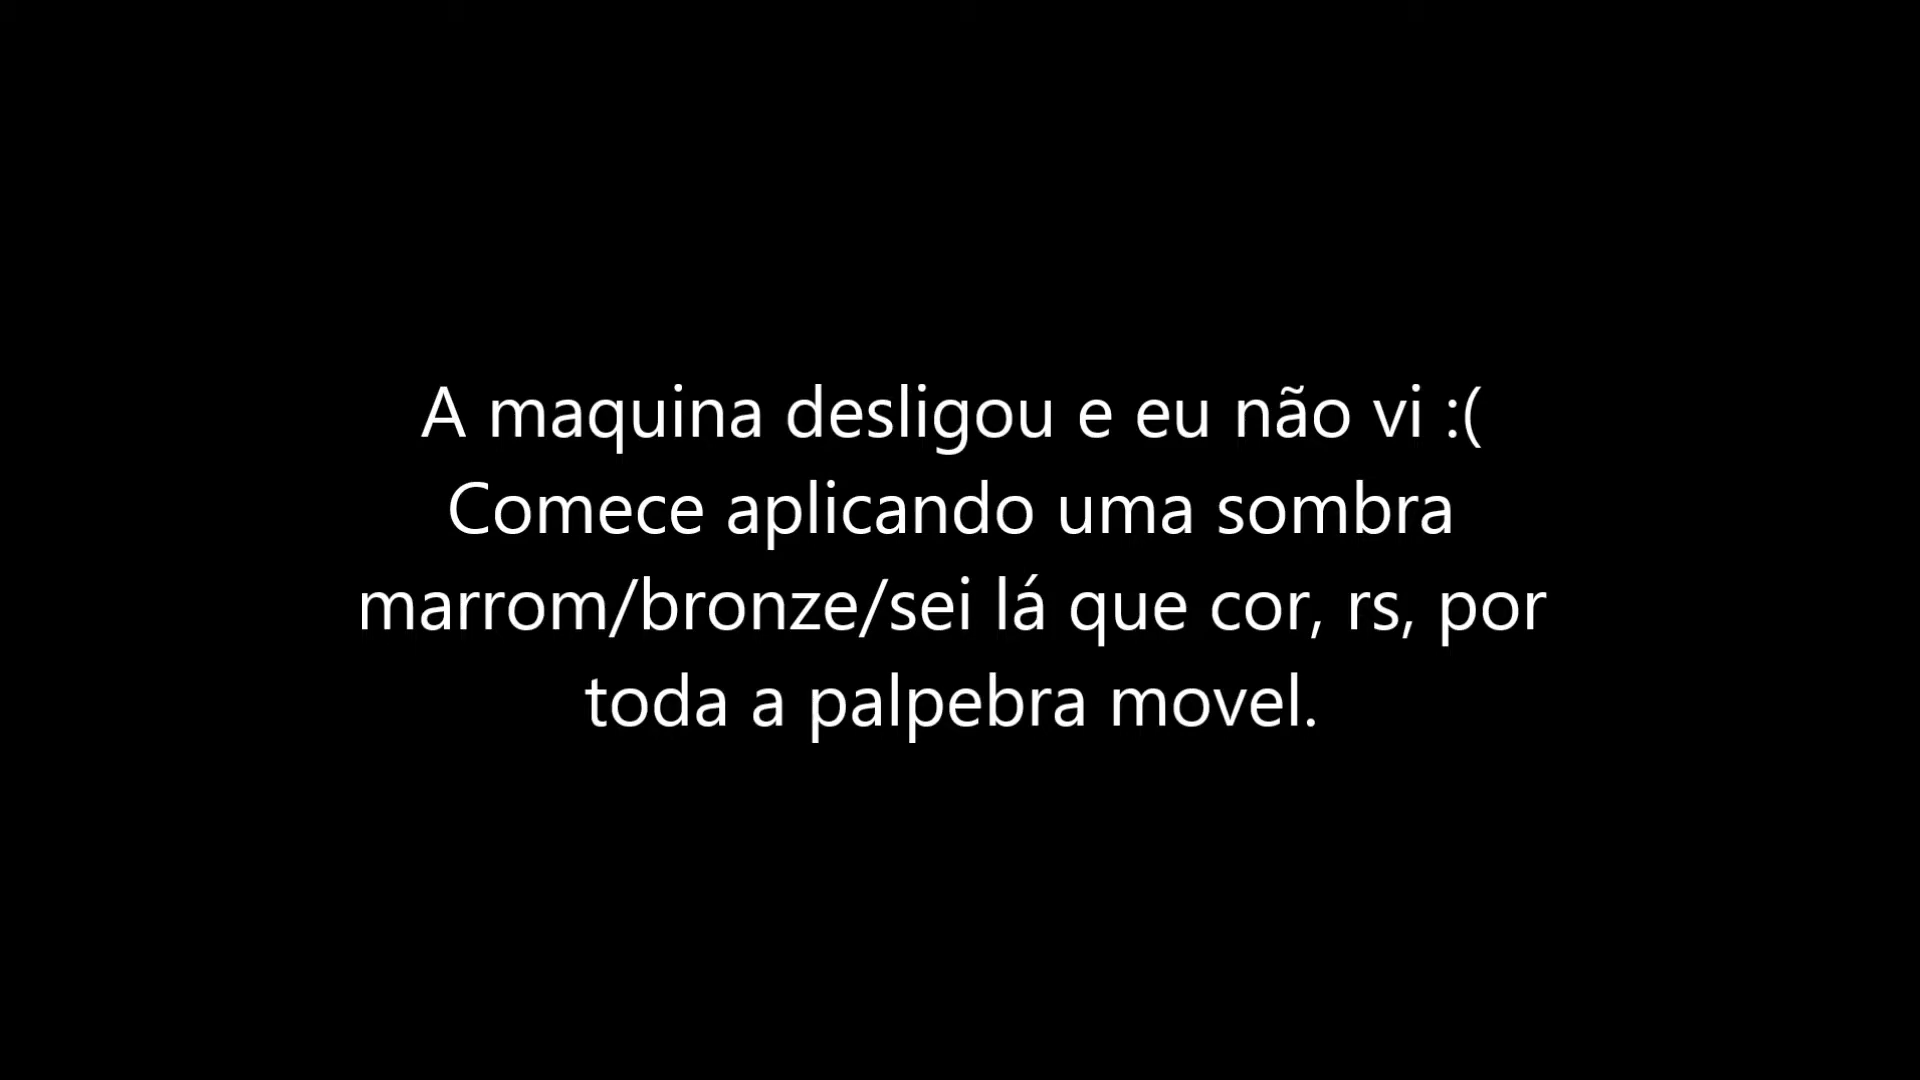 A maquina desligou e eu não vi :(
Comece aplicando uma sombra
marrom/bronze/sei lá que cor, rs, por
toda a palpebra movel.